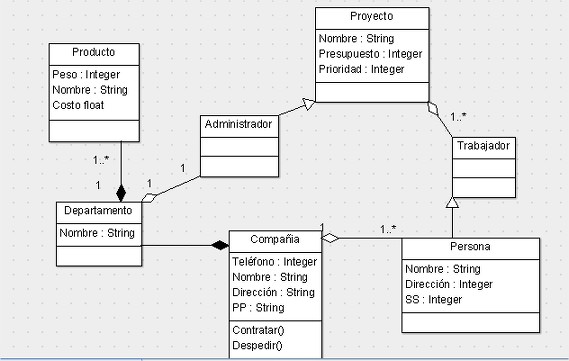 Proyecto
Nombre : String
Presupuesto : Integer
Prioridad : Integer
Producto
Peso : Integer
Nombre : String
Costo float
Administrador
1..*
Trabajador
1..*
1
1
1
Departamento
Nombre : String
Compañia
Teléfono : Integer
Nombre : String
Dirección : String
PP : String
Contratar()
Despedir()
1
1..*
Persona
Nombre : String
Dirección : Integer
SS : Integer